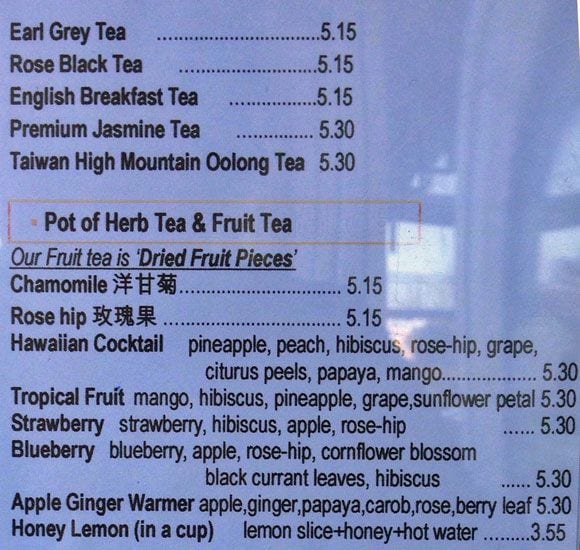 Earl Grey Tea ..............................5.15
Rose Black Tea ..........................5.15
English Breakfast Tea ................5.15
Premium Jasmine Tea .............. 5.30
Taiwan High Mountain Oolong Tea 5.30
Pot of Herb Tea & Fruit Tea
Our Fruit tea is 'Dried Fruit Pieces'
Chamomile 洋甘菊............................... 5.15
Rose hip 玫瑰果 .................................. 5.15
Hawaiian Cocktail pineapple, peach, hibiscus, rose-hip, grape,
citurus peels, papaya, mango.................. 5.30
Tropical Fruit mango, hibiscus, pineapple, grape,sunflower petal 5.30
Strawberry strawberry, hibiscus, apple, rose-hip ...... 5.30
Blueberry blueberry, apple, rose-hip, cornflower blossom
black currant leaves, hibiscus ...... 5.30
Apple Ginger Warmer apple,ginger,papaya,carob,rose,berry leaf 5.30
Honey Lemon (in a cup) lemon slice+honey+hot water .........3.55